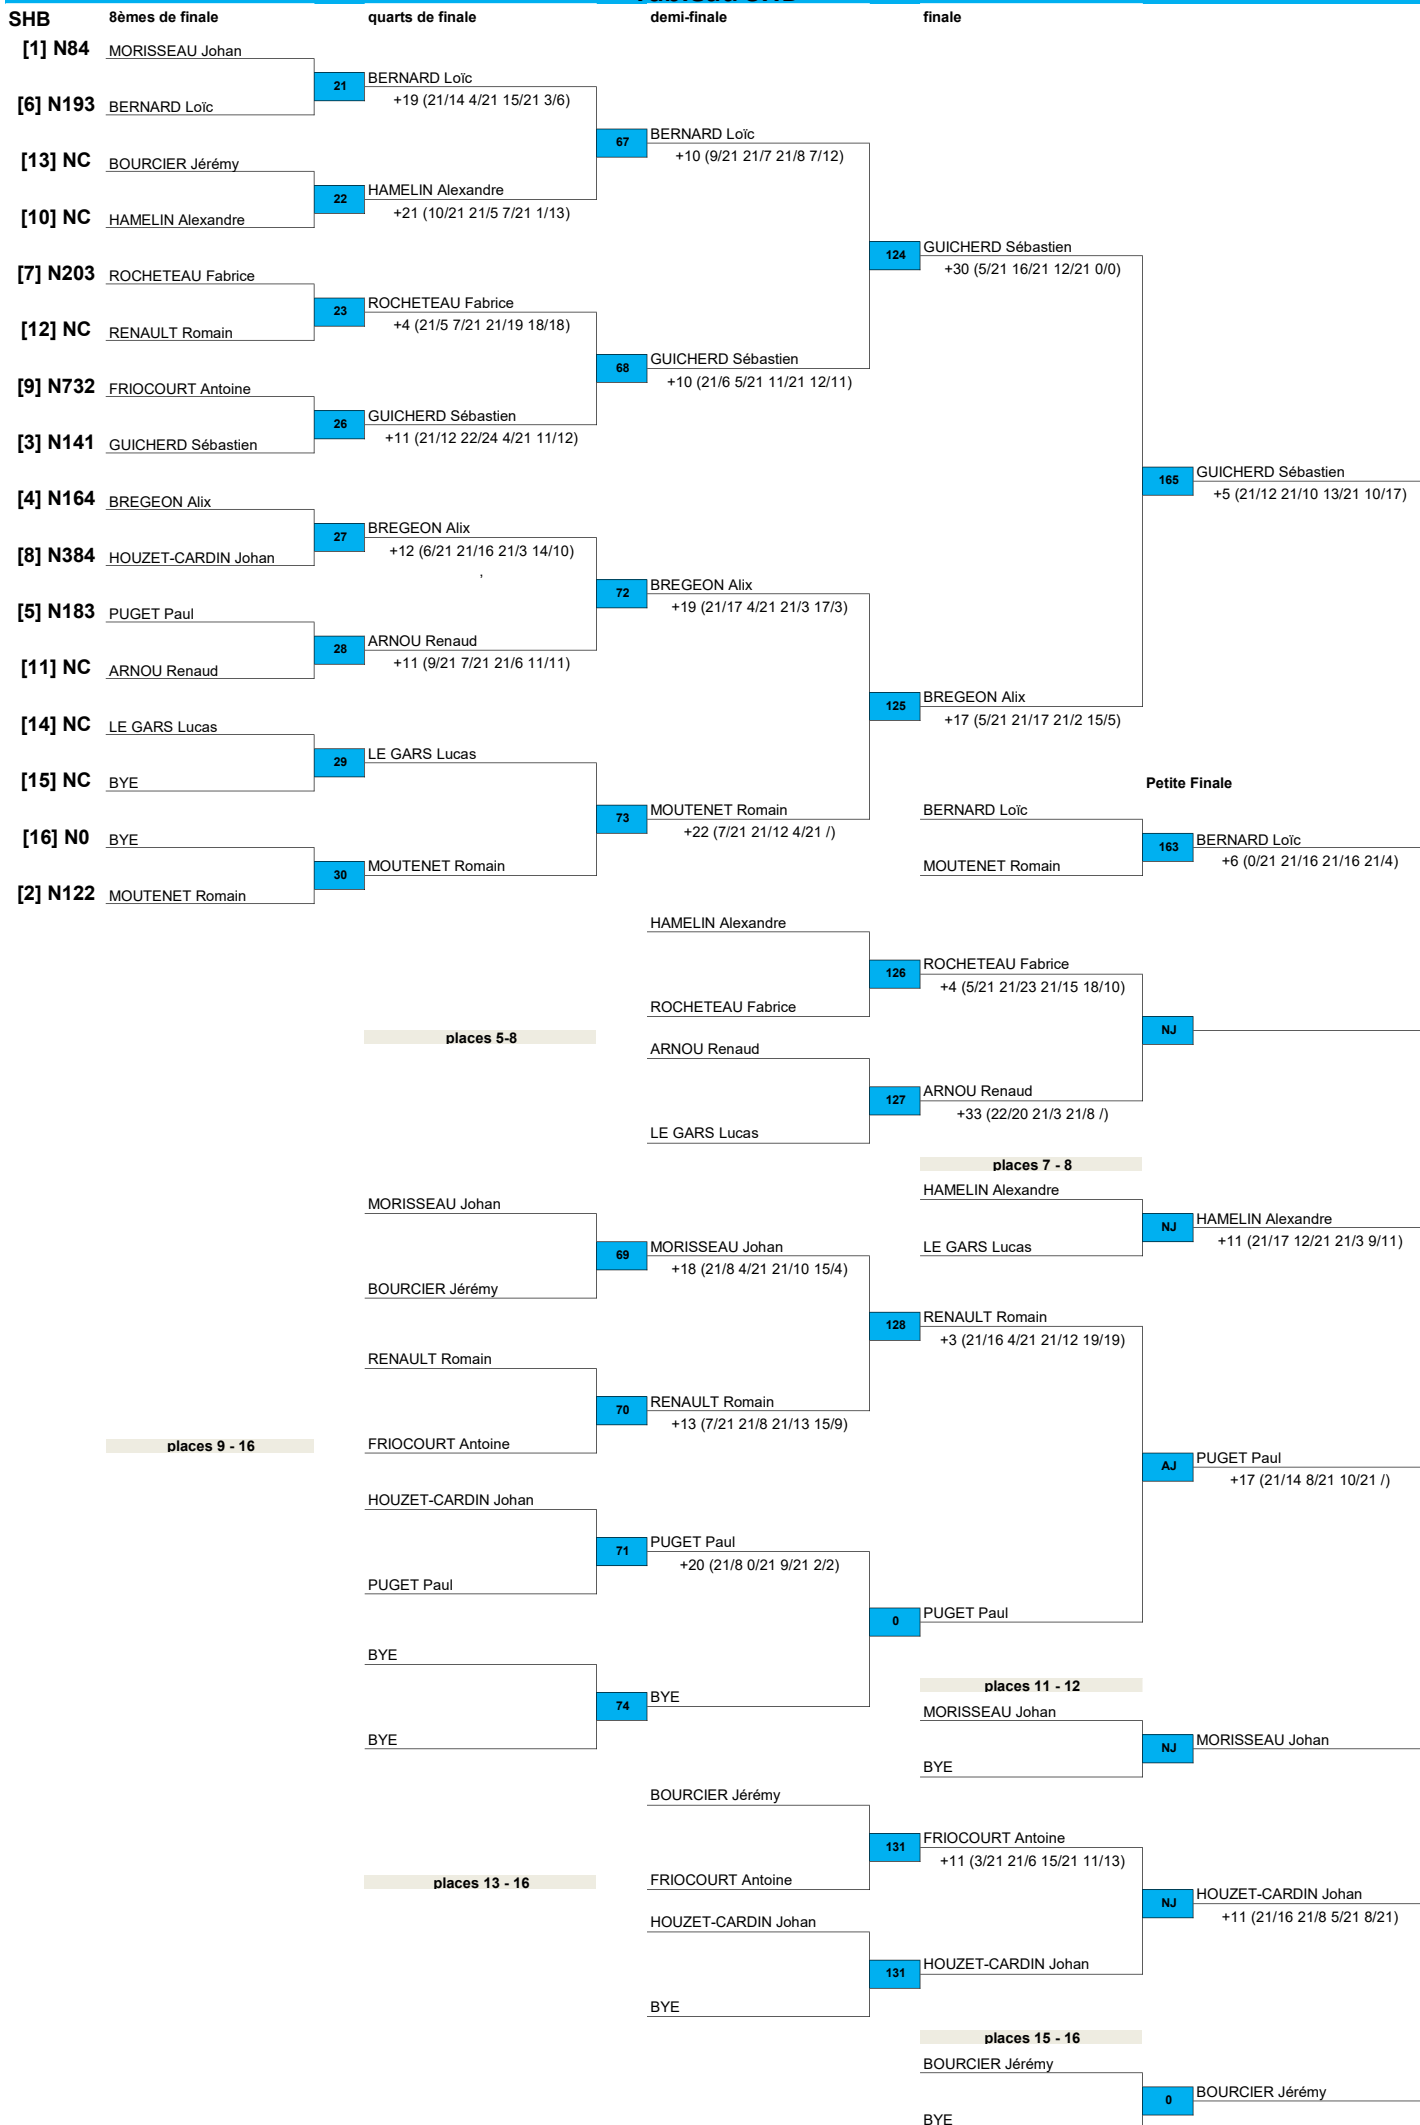 SHB 8èmes de finale quarts de finale demi-finale finale
[1] N84 MORISSEAU Johan
21 BERNARD Loïc
+19 (21/14 4/21 15/21 3/6)
[6] N193 BERNARD Loïc
67 BERNARD Loïc
+10 (9/21 21/7 21/8 7/12)
[13] NC BOURCIER Jérémy
22 HAMELIN Alexandre
+21 (10/21 21/5 7/21 1/13)
[10] NC HAMELIN Alexandre
124 GUICHERD Sébastien
+30 (5/21 16/21 12/21 0/0)
[7] N203 ROCHETEAU Fabrice
23 ROCHETEAU Fabrice
+4 (21/5 7/21 21/19 18/18)
[12] NC RENAULT Romain
68 GUICHERD Sébastien
+10 (21/6 5/21 11/21 12/11)
[9] N732 FRIOCOURT Antoine
26 GUICHERD Sébastien
+11 (21/12 22/24 4/21 11/12)
[3] N141 GUICHERD Sébastien
165 GUICHERD Sébastien
+5 (21/12 21/10 13/21 10/17)
[4] N164 BREGEON Alix
27 BREGEON Alix
+12 (6/21 21/16 21/3 14/10)
,
[8] N384 HOUZET-CARDIN Johan
72 BREGEON Alix
+19 (21/17 4/21 21/3 17/3)
[5] N183 PUGET Paul
28 ARNOU Renaud
+11 (9/21 7/21 21/6 11/11)
[11] NC ARNOU Renaud
125 BREGEON Alix
+17 (5/21 21/17 21/2 15/5)
[14] NC LE GARS Lucas
29 LE GARS Lucas
[15] NC BYE
Petite Finale
73 MOUTENET Romain
+22 (7/21 21/12 4/21 /)
BERNARD Loïc
[16] N0 BYE
163 BERNARD Loïc
+6 (0/21 21/16 21/16 21/4)
30 MOUTENET Romain
MOUTENET Romain
[2] N122 MOUTENET Romain
HAMELIN Alexandre
126 ROCHETEAU Fabrice
+4 (5/21 21/23 21/15 18/10)
ROCHETEAU Fabrice
NJ
places 5-8
ARNOU Renaud
127 ARNOU Renaud
+33 (22/20 21/3 21/8 /)
LE GARS Lucas
places 7 - 8
HAMELIN Alexandre
MORISSEAU Johan
NJ HAMELIN Alexandre
+11 (21/17 12/21 21/3 9/11)
69 MORISSEAU Johan
+18 (21/8 4/21 21/10 15/4)
LE GARS Lucas
BOURCIER Jérémy
128 RENAULT Romain
+3 (21/16 4/21 21/12 19/19)
RENAULT Romain
70 RENAULT Romain
+13 (7/21 21/8 21/13 15/9)
places 9 - 16
FRIOCOURT Antoine
AJ PUGET Paul
+17 (21/14 8/21 10/21 /)
HOUZET-CARDIN Johan
71 PUGET Paul
+20 (21/8 0/21 9/21 2/2)
PUGET Paul
0 PUGET Paul
BYE
places 11 - 12
74 BYE
MORISSEAU Johan
BYE
NJ MORISSEAU Johan
BYE
BOURCIER Jérémy
131 FRIOCOURT Antoine
+11 (3/21 21/6 15/21 11/13)
places 13 - 16
FRIOCOURT Antoine
NJ HOUZET-CARDIN Johan
+11 (21/16 21/8 5/21 8/21)
HOUZET-CARDIN Johan
131 HOUZET-CARDIN Johan
BYE
places 15 - 16
BOURCIER Jérémy
0 BOURCIER Jérémy
BYE